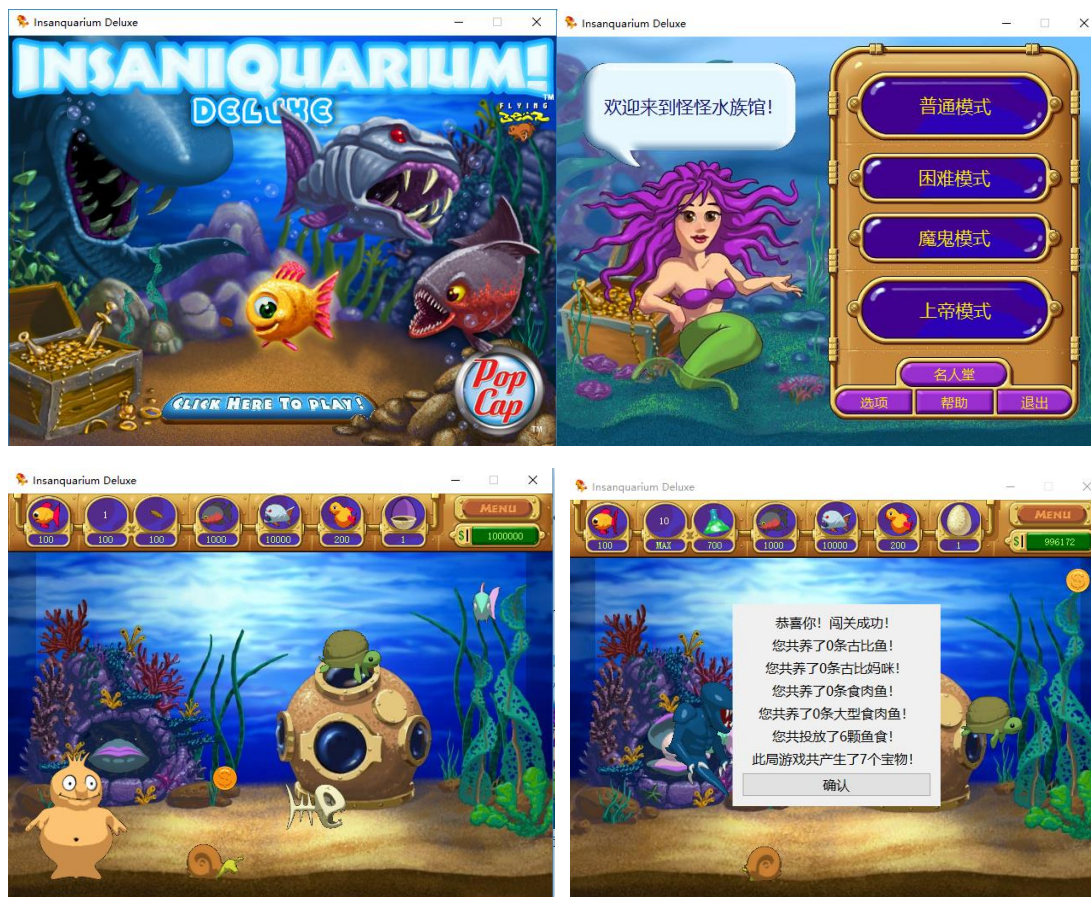 Insanquarium Deluxe
INSANIQUARIUM!
™
DELUXE
FLYING
BEAR
CLICK HERE TO PLAY!
Pop
Cap
™
Insanquarium Deluxe
欢迎来到怪怪水族馆!
普通模式
困难模式
魔鬼模式
上帝模式
名人堂
选项
帮助
退出
Insanquarium Deluxe
1
MENU
100
100
100
1000
10000
200
1
$
1000000
Insanquarium Deluxe
10
MENU
100
MAX
700
1000
10000
200
1
$
996172
恭喜你！闯关成功！
您共养了0条古比鱼！
您共养了0条古比妈咪！
您共养了0条食肉鱼！
您共养了0条大型食肉鱼！
您共投放了6颗鱼食！
此局游戏共产生了7个宝物！
确认